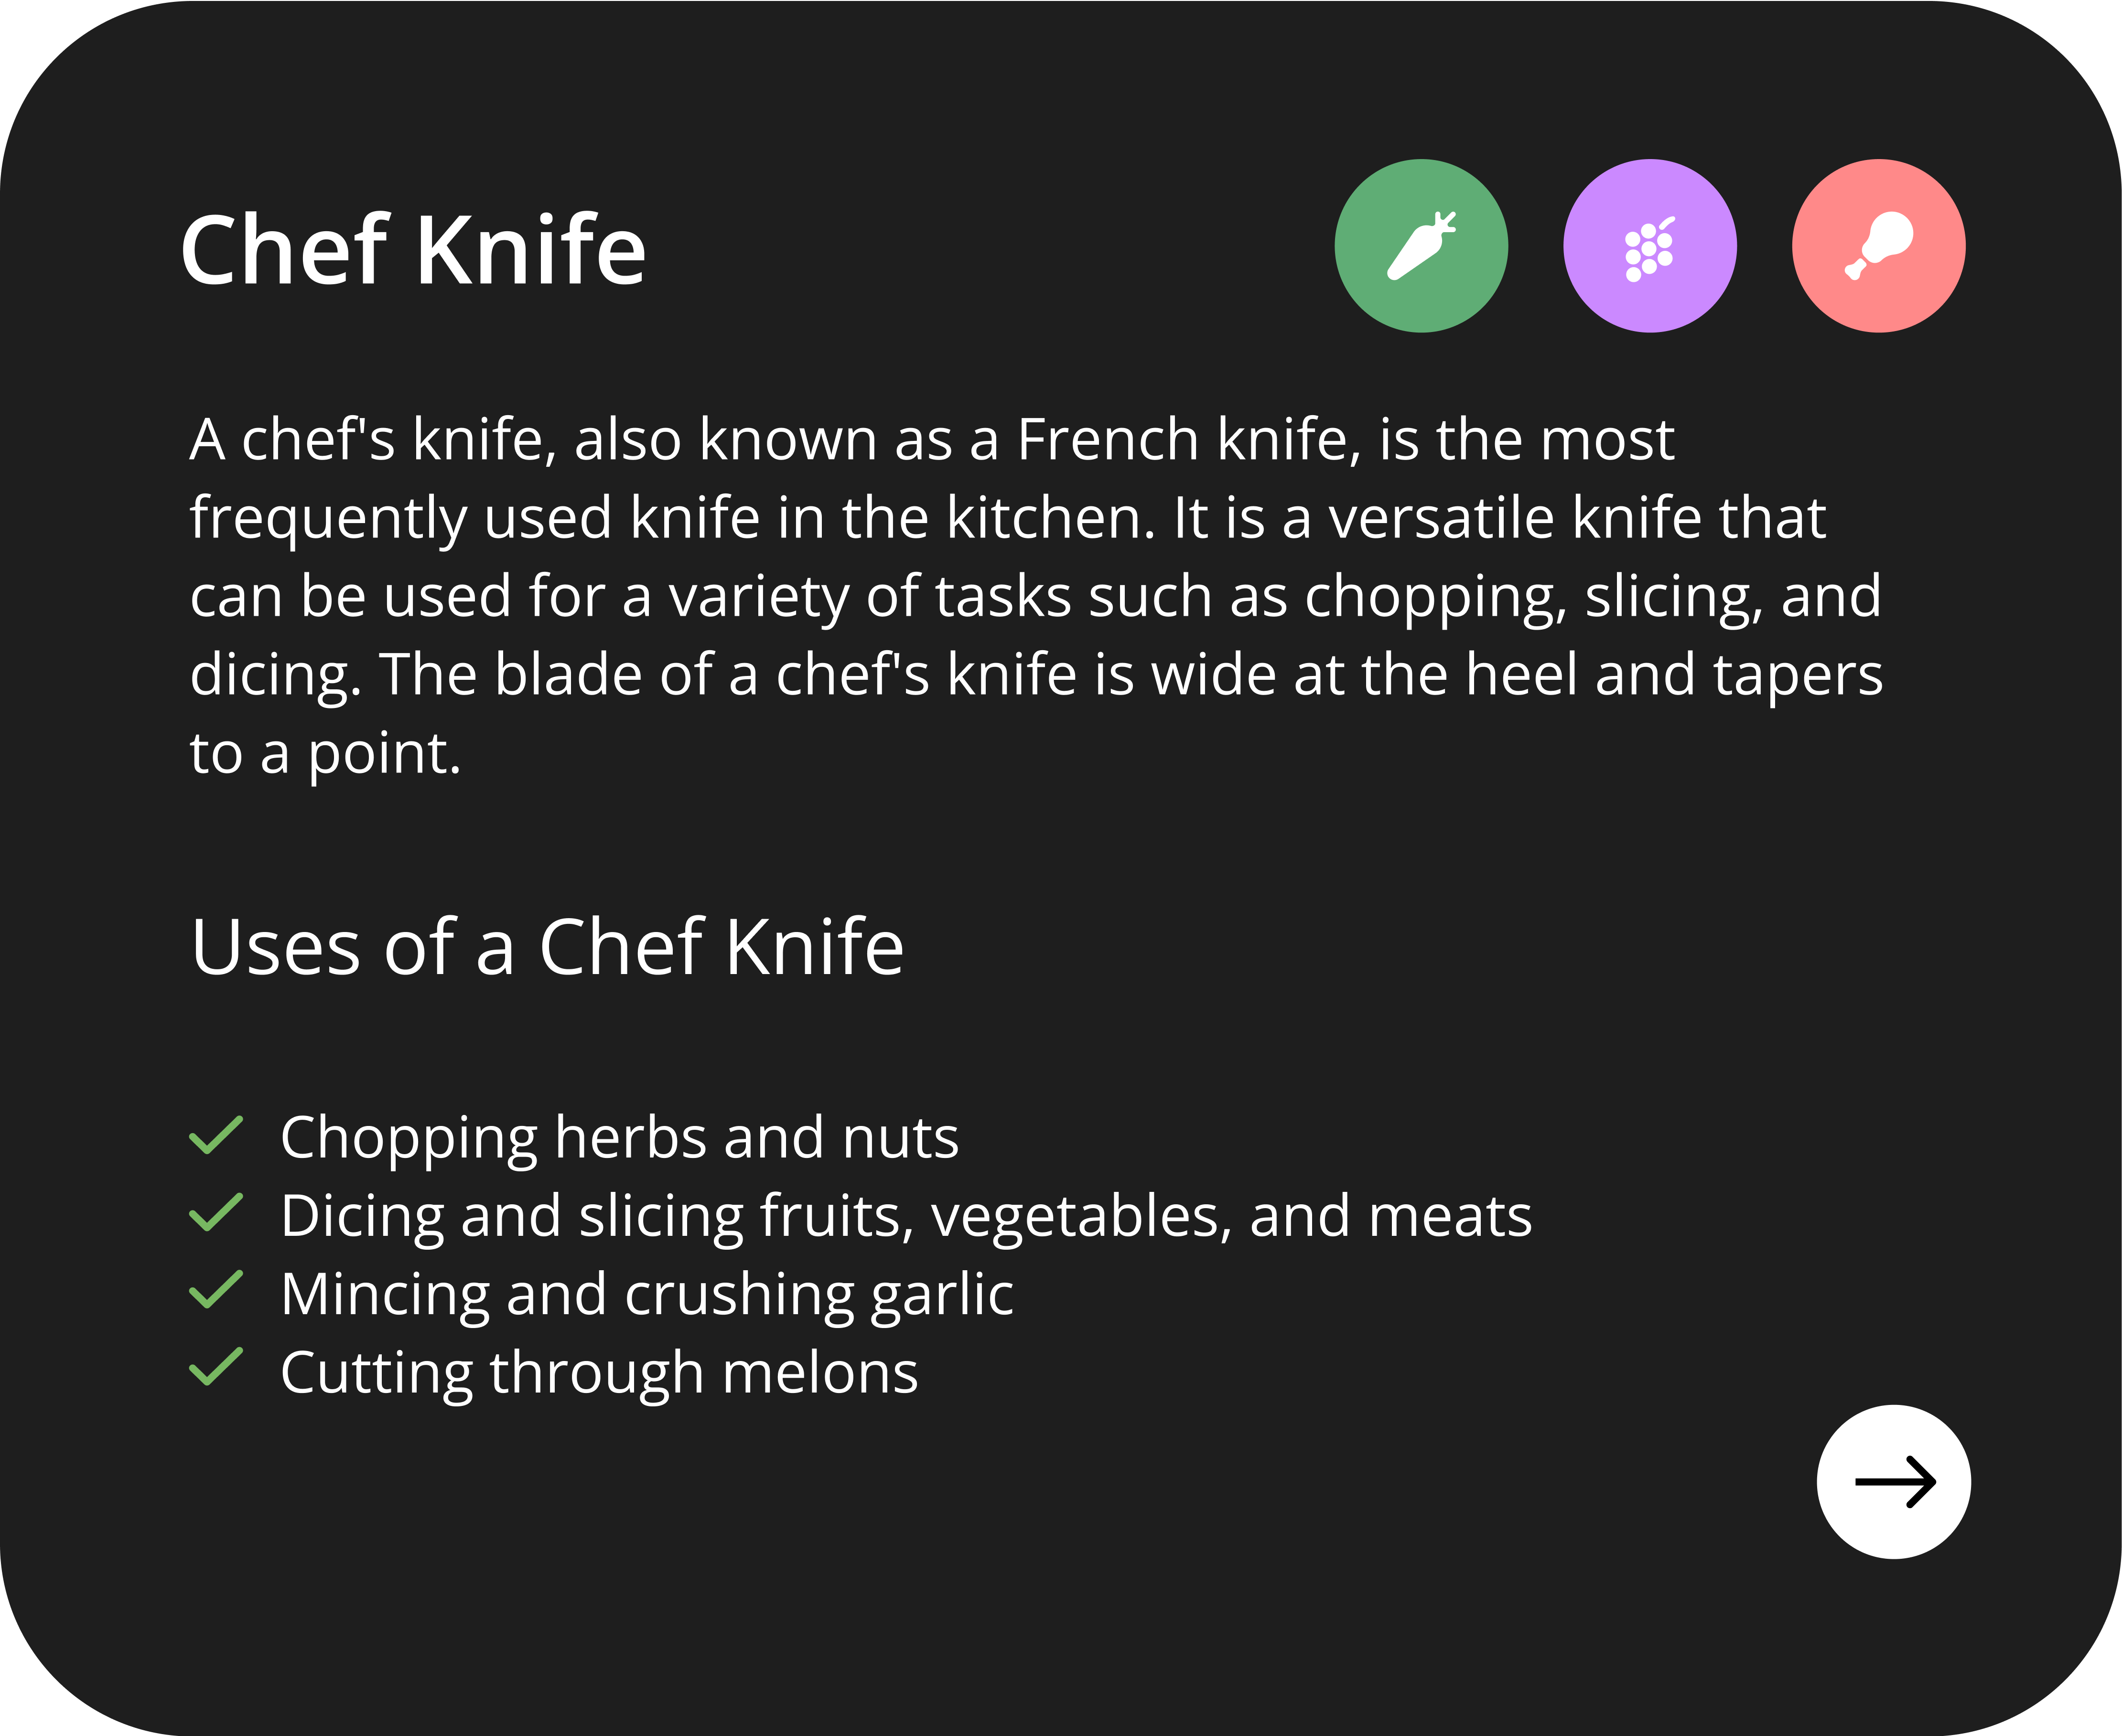 Chef Knife
A chef's knife, also known as a French knife, is the most
frequently used knife in the kitchen. It is a versatile knife that
can be used for a variety of tasks such as chopping, slicing, and
dicing. The blade of a chef's knife is wide at the heel and tapers
to a point.
Uses of a Chef Knife
Chopping herbs and nuts
Dicing and slicing fruits, vegetables, and meats
Mincing and crushing garlic
Cutting through melons